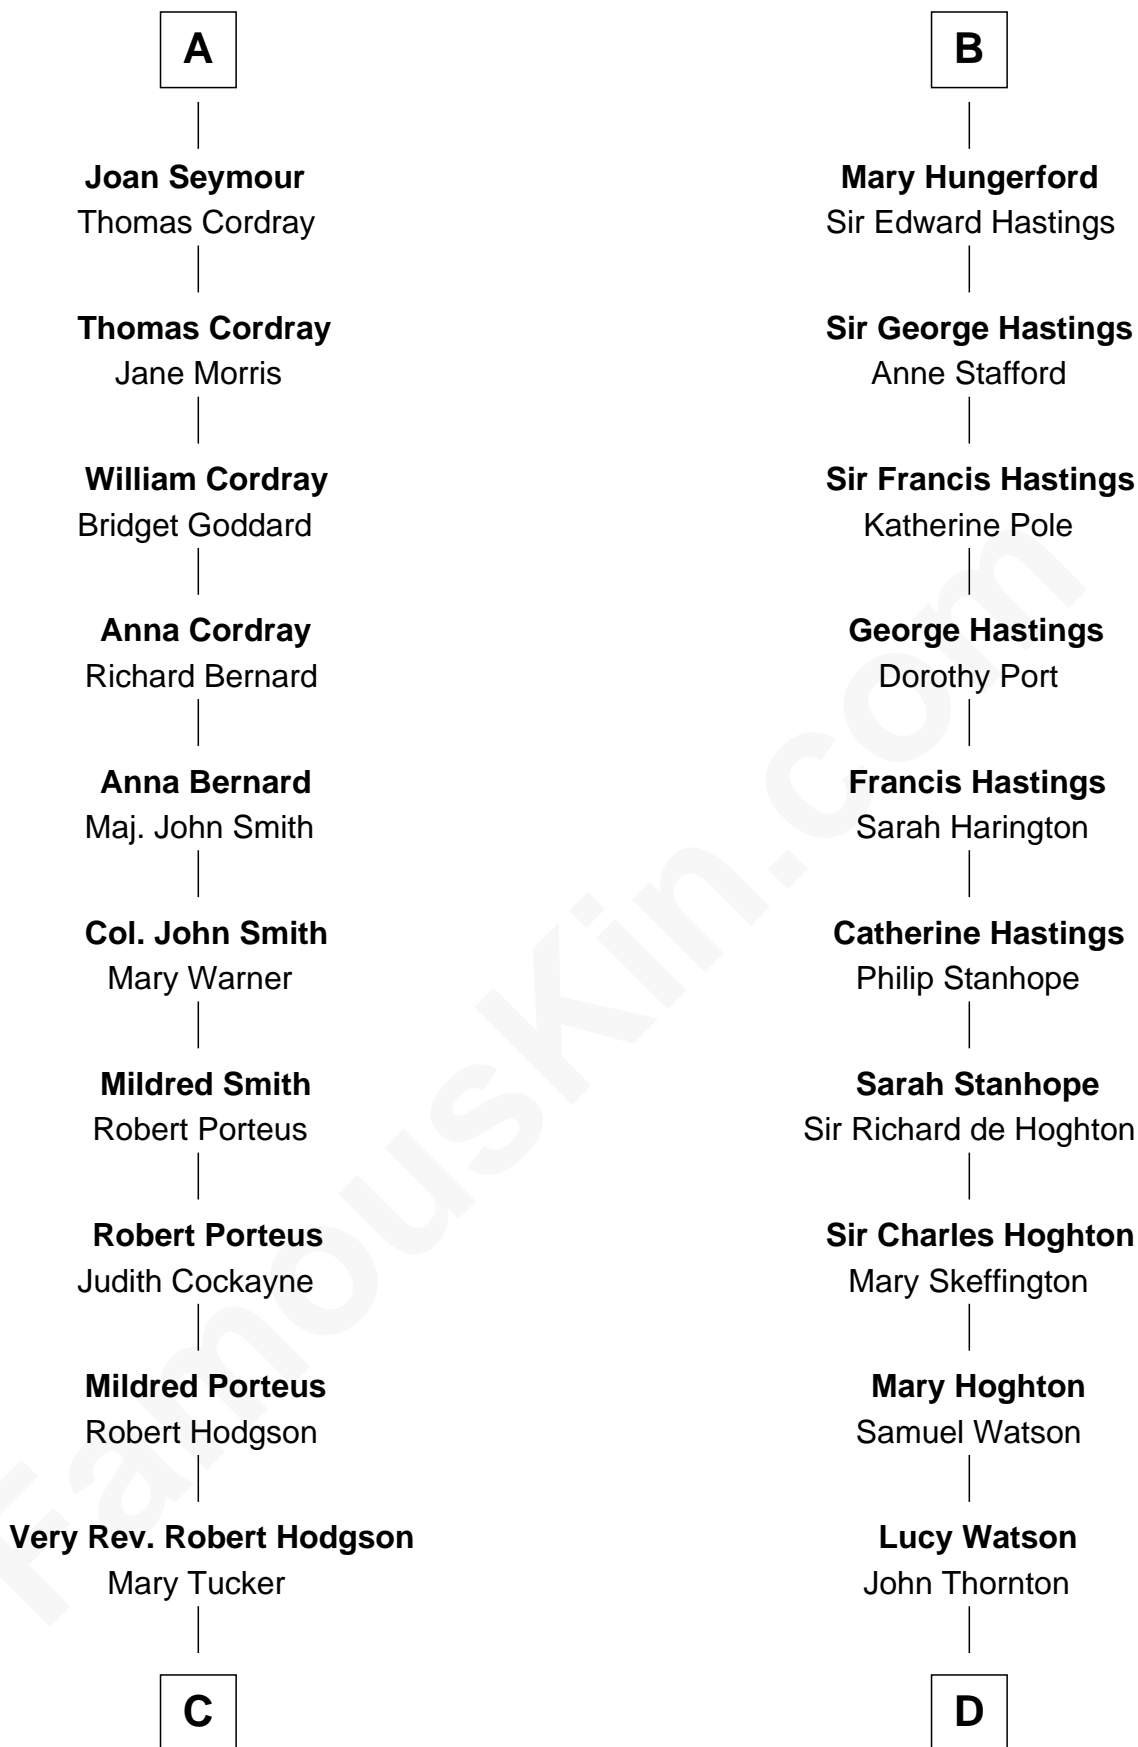 A
Joan Seymour
Thomas Cordray
Thomas Cordray
Jane Morris
William Cordray
Bridget Goddard
Anna Cordray
Richard Bernard
Anna Bernard
Maj. John Smith
Col. John Smith
Mary Warner
Mildred Smith
Robert Porteus
Robert Porteus
Judith Cockayne
Mildred Porteus
Robert Hodgson
Very Rev. Robert Hodgson
Mary Tucker
C
B
Mary Hungerford
Sir Edward Hastings
Sir George Hastings
Anne Stafford
Sir Francis Hastings
Katherine Pole
George Hastings
Dorothy Port
Francis Hastings
Sarah Harington
Catherine Hastings
Philip Stanhope
Sarah Stanhope
Sir Richard de Hoghton
Sir Charles Hoghton
Mary Skeffington
Mary Hoghton
Samuel Watson
Lucy Watson
John Thornton
D
FamousKin.com